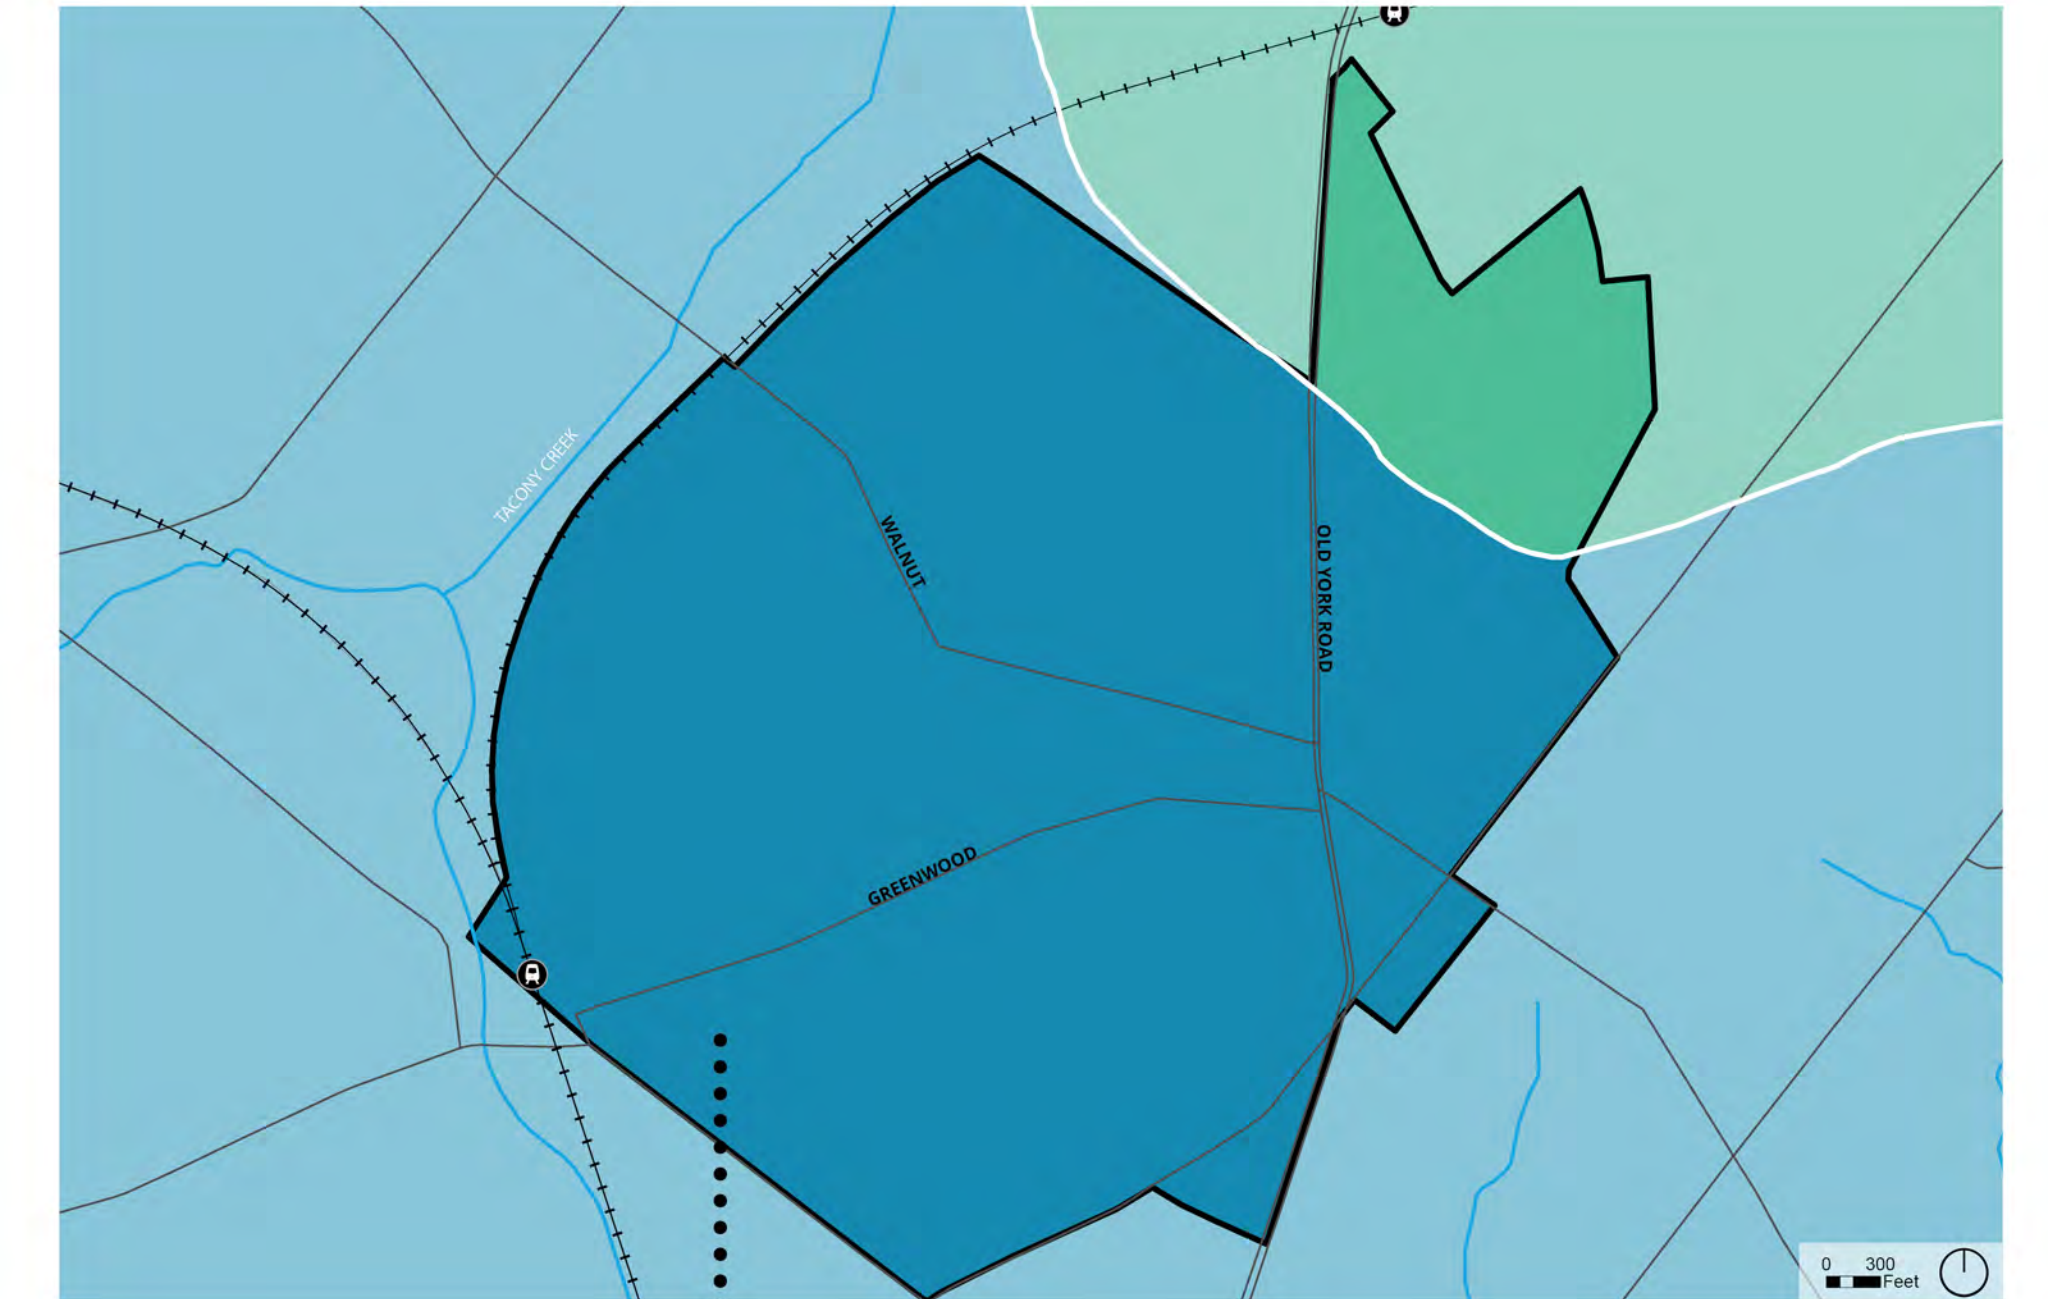 TACONY CREEK
WALNUT
OLD YORK ROAD
GREENWOOD
0 300
Feet